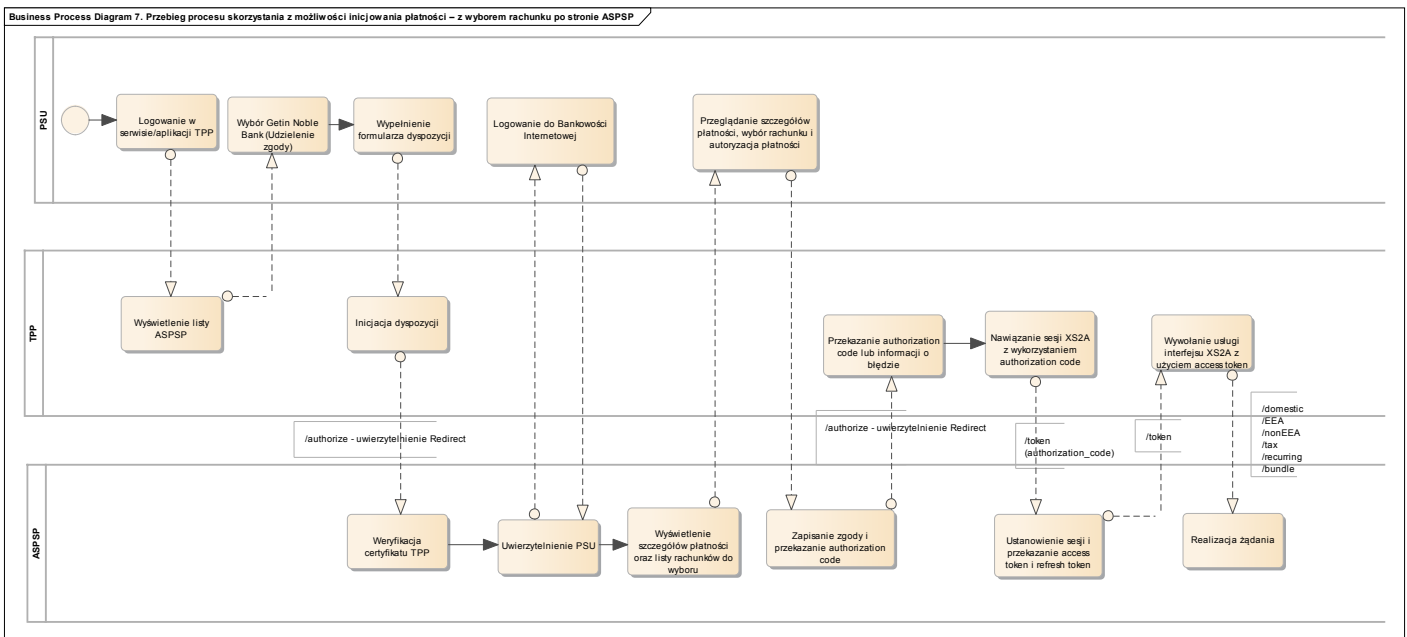 Business Process Diagram 7. Przebieg procesu skorzystania z możliwości inicjowania płatności – z wyborem rachunku po stronie ASPSP
PSU
Logowanie w
serwisie/aplikacji TPP
Wybór Getin Noble
Bank (Udzielenie
zgody)
Wypełnienie
formularza dyspozycji
Logowanie do Bankowości
Internetowej
Przeglądanie szczegółów
płatności, wybór rachunku i
autoryzacja płatności
TPP
Wyświetlenie listy
ASPSP
Inicjacja dyspozycji
Przekazanie authorization
code lub informacji o
błędzie
Nawiązanie sesji XS2A
z wykorzystaniem
authorization code
Wywołanie usługi
interfejsu XS2A z
użyciem access token
/authorize - uwierzytelnienie Redirect
/authorize - uwierzytelnienie Redirect
/token
(authorization_code)
/token
/domestic
/EEA
/nonEEA
/tax
/recurring
/bundle
ASPSP
Weryfikacja
certyfikatu TPP
Uwierzytelnienie PSU
Wyświetlenie
szczegółów płatności
oraz listy rachunków do
wyboru
Zapisanie zgody i
przekazanie authorization
code
Ustanowienie sesji i
przekazanie access
token i refresh token
Realizacja żądania